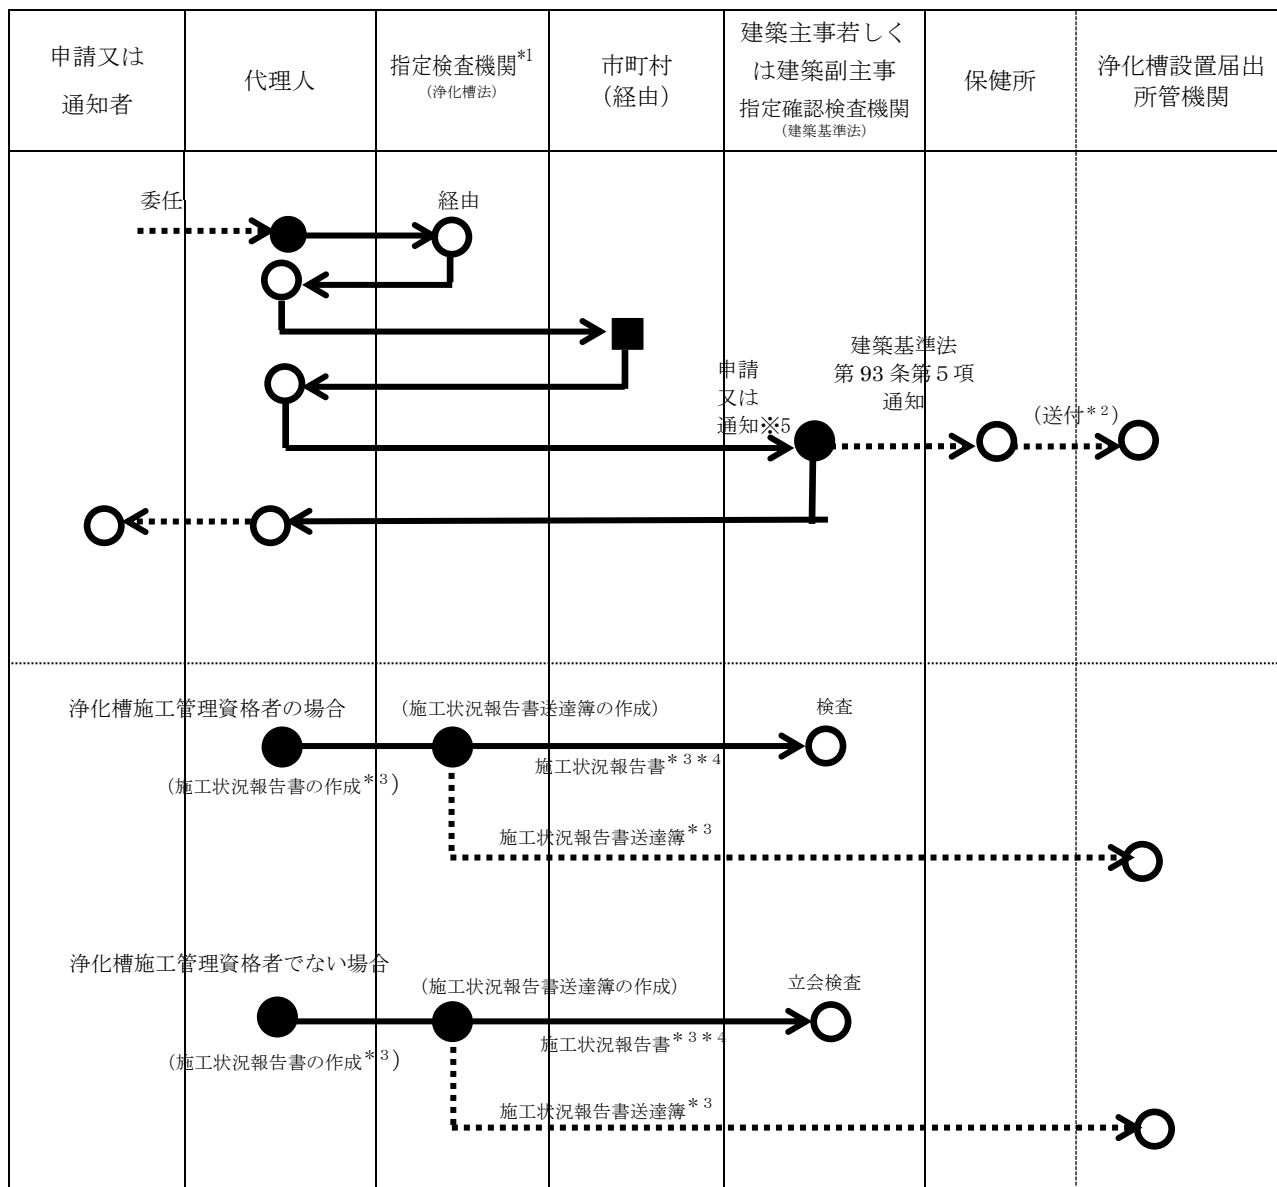 申請又は
通知者
代理人
指定検査機関*1
(浄化槽法)
市町村
(経由)
建築主事若しく
は建築副主事
指定確認検査機関
(建築基準法)
保健所
浄化槽設置届出
所管機関
委任
経由
建築基準法
第93条第5項
通知
申請
又は
通知※5
(送付*2)
浄化槽施工管理資格者の場合
(施工状況報告書送達簿の作成)
検査
施工状況報告書*3*4
(施工状況報告書の作成*3)
施工状況報告書送達簿*3
浄化槽施工管理資格者でない場合
(施工状況報告書送達簿の作成)
立会検査
施工状況報告書*3*4
(施工状況報告書の作成*3)
施工状況報告書送達簿*3